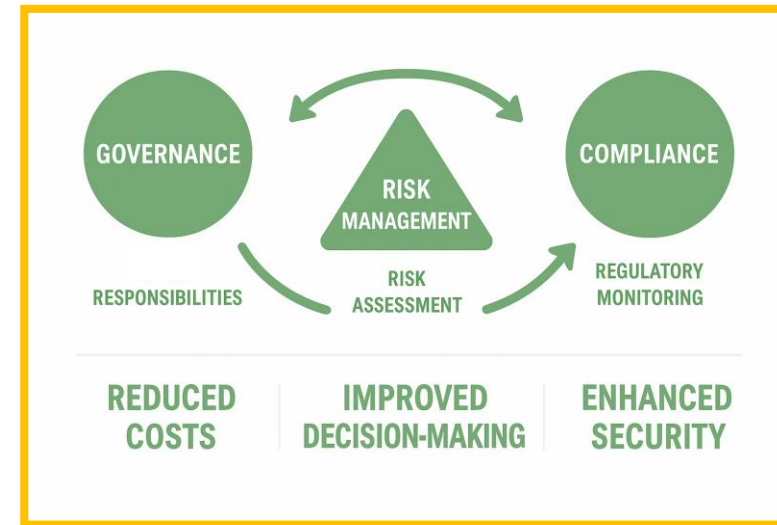 GOVERNANCE
RISK
MANAGEMENT
COMPLIANCE
RESPONSIBILITIES
RISK
ASSESSMENT
REGULATORY
MONITORING
REDUCED
COSTS
IMPROVED
DECISION-MAKING
ENHANCED
SECURITY